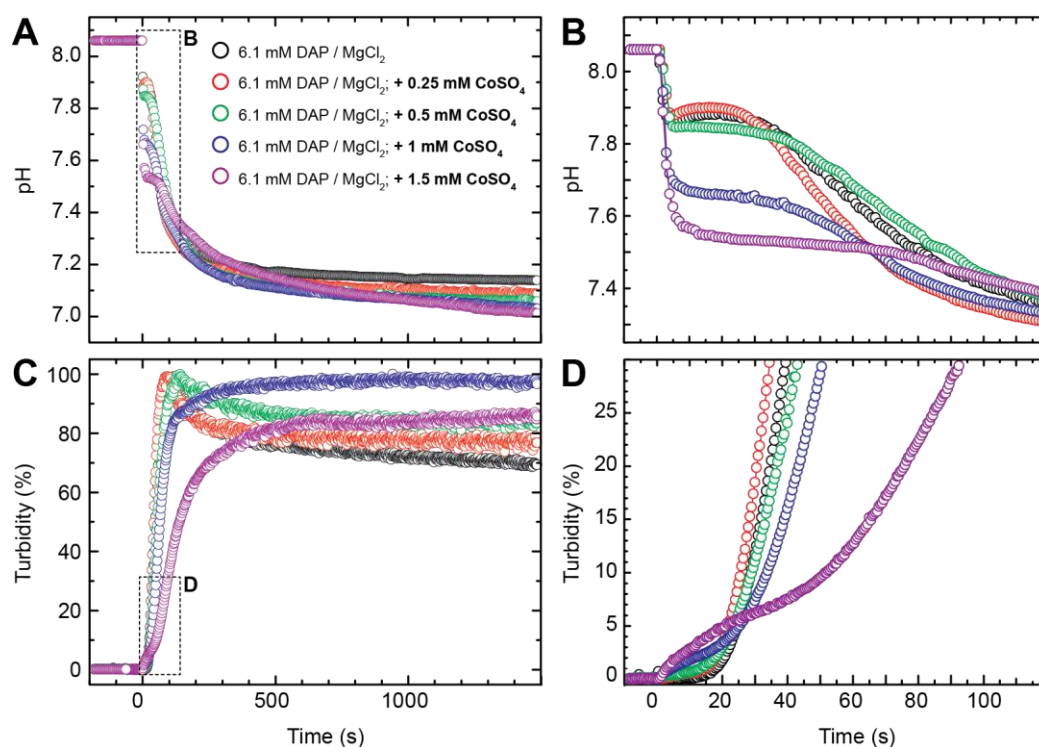 A
B
8.0
7.8
7.6
7.4
7.2
7.0
pH
B
6.1 mM DAP / MgCl₂
6.1 mM DAP / MgCl₂; + 0.25 mM CoSO₄
6.1 mM DAP / MgCl₂; + 0.5 mM CoSO₄
6.1 mM DAP / MgCl₂; + 1 mM CoSO₄
6.1 mM DAP / MgCl₂; + 1.5 mM CoSO₄
8.0
7.8
7.6
7.4
pH
C
100
80
60
40
20
0
Turbidity (%)
D
0 500 1000
Time (s)
D
25
20
15
10
5
0
Turbidity (%)
0 20 40 60 80 100
Time (s)